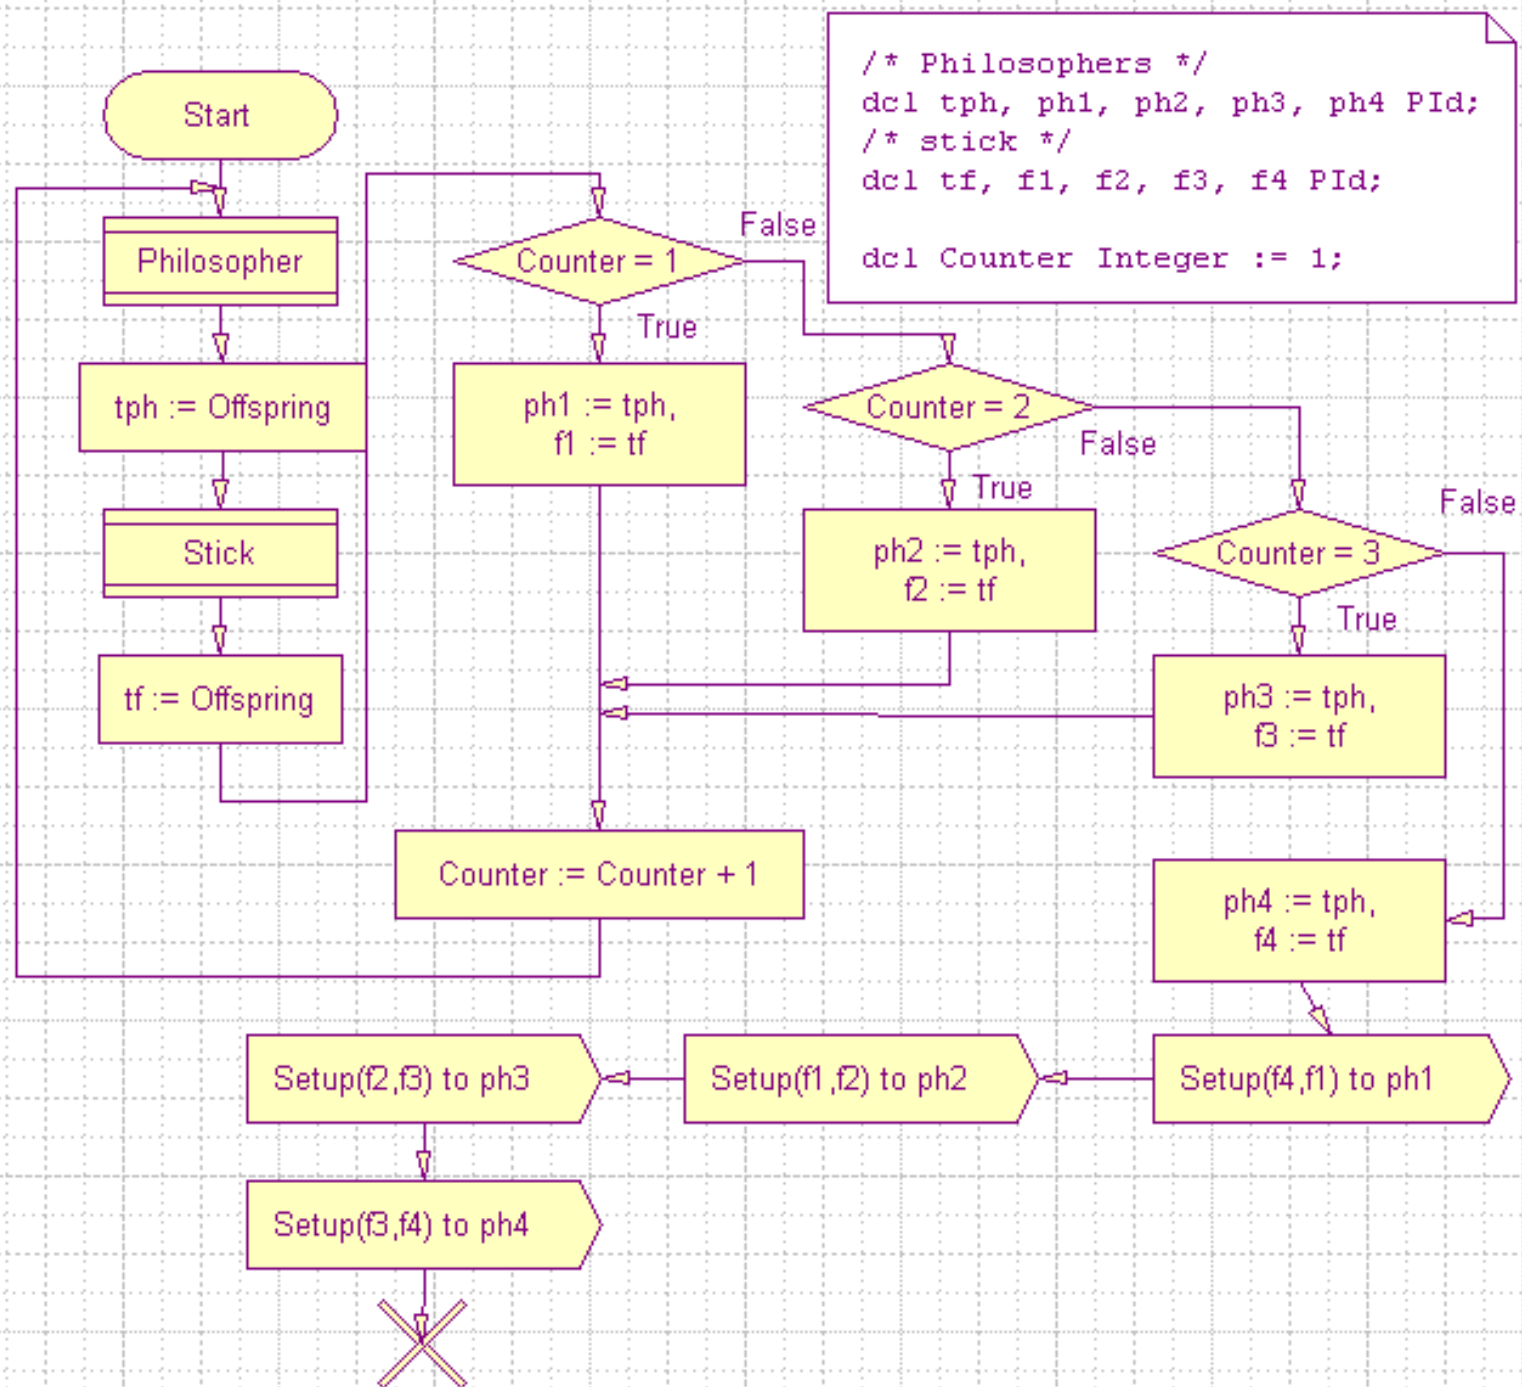 /* Philosophers */
dcl tph, ph1, ph2, ph3, ph4 PId;
/* stick */
dcl tf, f1, f2, f3, f4 PId;
dcl Counter Integer := 1;
Start
Philosopher
tph := Offspring
Stick
tf := Offspring
Counter = 1
False
True
ph1 := tph,
f1 := tf
Counter = 2
False
True
ph2 := tph,
f2 := tf
Counter = 3
False
True
ph3 := tph,
f3 := tf
Counter := Counter + 1
ph4 := tph,
f4 := tf
Setup(f4,f1) to ph1
Setup(f1,f2) to ph2
Setup(f2,f3) to ph3
Setup(f3,f4) to ph4